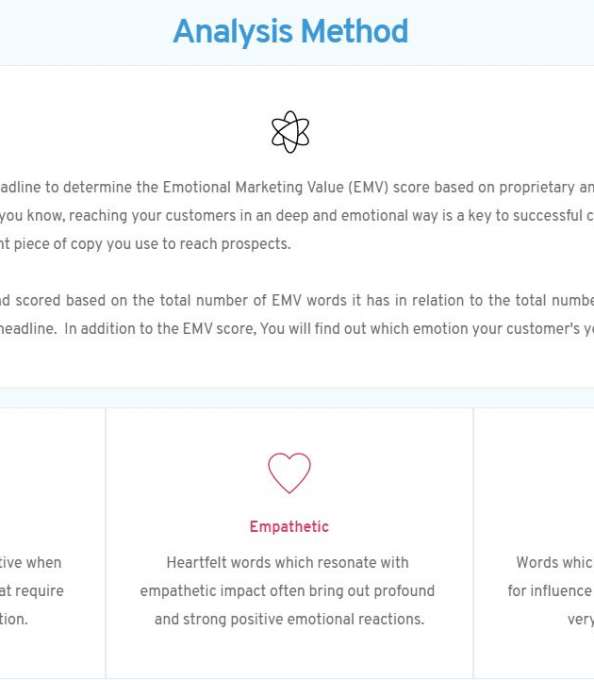 Analysis Method
adline to determine the Emotional Marketing Value (EMV) score based on proprietary an
you know, reaching your customers in an deep and emotional way is a key to successful c
nt piece of copy you use to reach prospects.
nd scored based on the total number of EMV words it has in relation to the total numbe
headline. In addition to the EMV score, You will find out which emotion your customer's y
Empathetic
tive when
at require
tion.
Heartfelt words which resonate with
empathetic impact often bring out profound
and strong positive emotional reactions.
Words whic
for influence
very